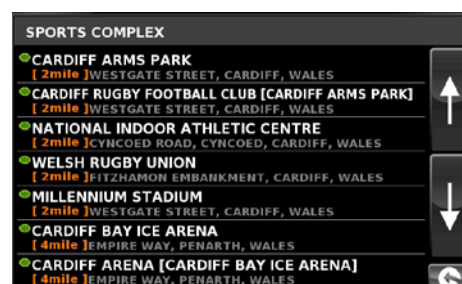 SPORTS COMPLEX
CARDIFF ARMS PARK
[ 2mile ]WESTGATE STREET, CARDIFF, WALES
CARDIFF RUGBY FOOTBALL CLUB [CARDIFF ARMS PARK]
[ 2mile ]WESTGATE STREET, CARDIFF, WALES
NATIONAL INDOOR ATHLETIC CENTRE
[ 2mile ]CYNCOED ROAD, CYNCOED, CARDIFF, WALES
WELSH RUGBY UNION
[ 2mile ]FITZHAMON EMBANKMENT, CARDIFF, WALES
MILLENNIUM STADIUM
[ 2mile ]WESTGATE STREET, CARDIFF, WALES
CARDIFF BAY ICE ARENA
[ 4mile ]EMPIRE WAY, PENARTH, WALES
CARDIFF ARENA [CARDIFF BAY ICE ARENA]
[ 4mile ]EMPIRE WAY, PENARTH, WALES